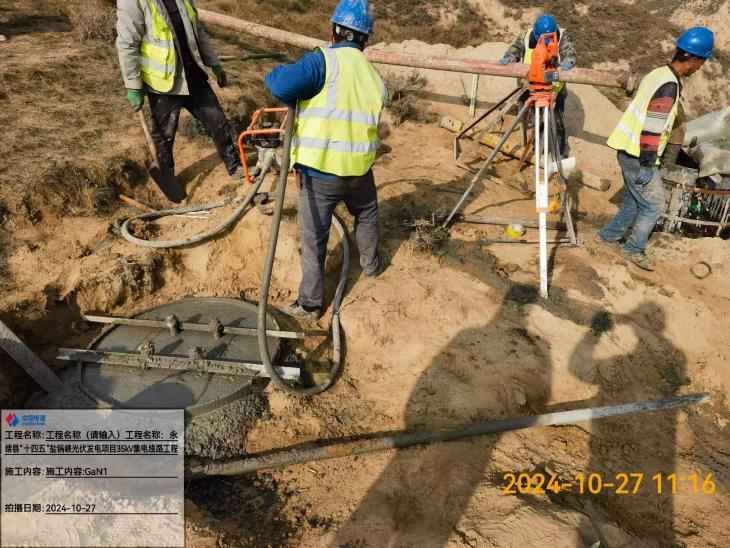 中国电建
工程名称: 工程名称（请输入）工程名称：永
靖县“十四五”盐锅峡光伏发电项目35kV集电线路工程
施工内容: 施工内容:GaN1
拍摄日期: 2024-10-27
2024-10-27 11:16